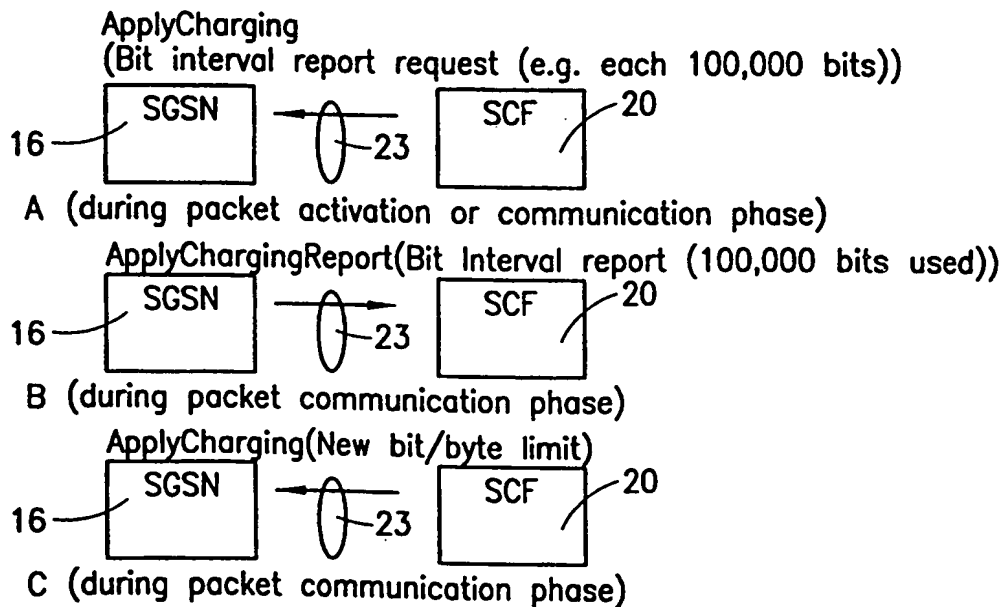 ApplyCharging
(Bit interval report request (e.g. each 100,000 bits))
SGSN
SCF
20
16
23
A (during packet activation or communication phase)
ApplyChargingReport(Bit Interval report (100,000 bits used))
SGSN
SCF
20
16
23
B (during packet communication phase)
ApplyCharging(New bit/byte limit)
SGSN
SCF
20
16
23
C (during packet communication phase)